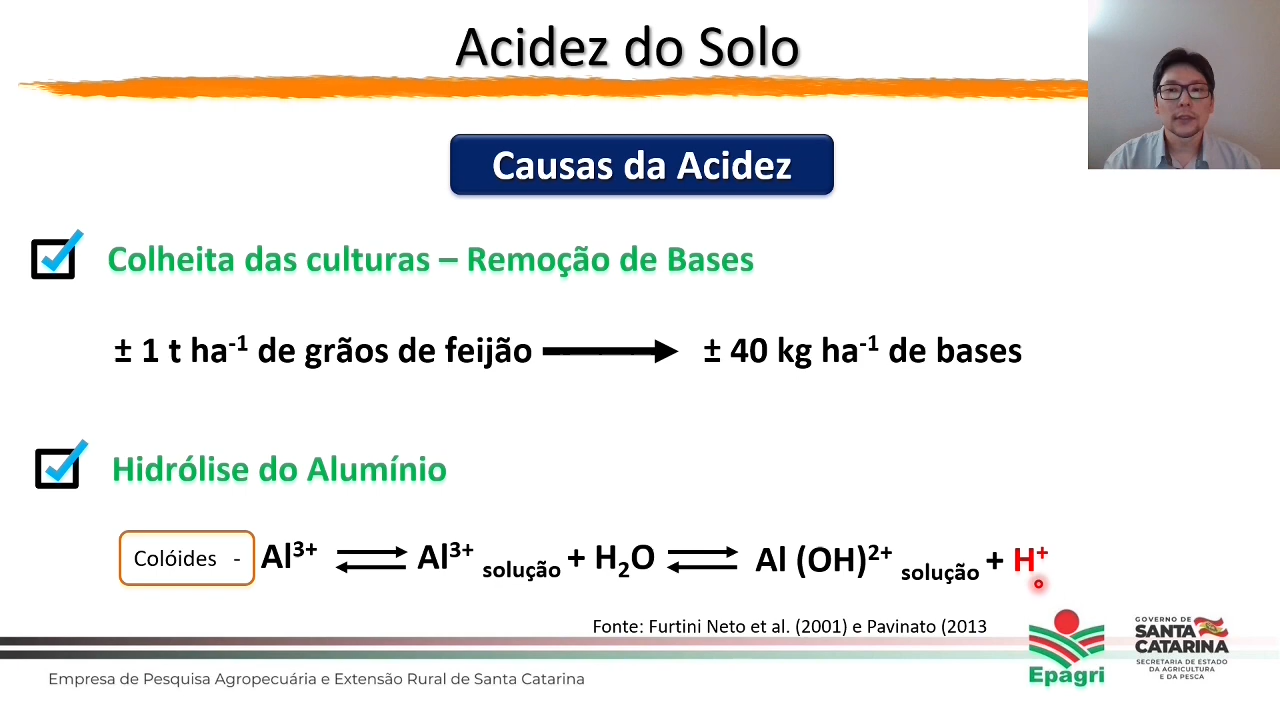 Acidez do Solo
Causas da Acidez
Colheita das culturas – Remoção de Bases
± 1 t ha⁻¹ de grãos de feijão ± 40 kg ha⁻¹ de bases
Hidrólise do Alumínio
Colóides - Al³⁺ ⇌ Al³⁺ solução + H₂O ⇌ Al (OH)²⁺ solução + H⁺
Fonte: Furtini Neto et al. (2001) e Pavinato (2013
Empresa de Pesquisa Agropecuária e Extensão Rural de Santa Catarina
Epagri
GOVERNO DE
SANTA
CATARINA
SECRETARIA DE ESTADO
DA AGRICULTURA
E DA PESCA